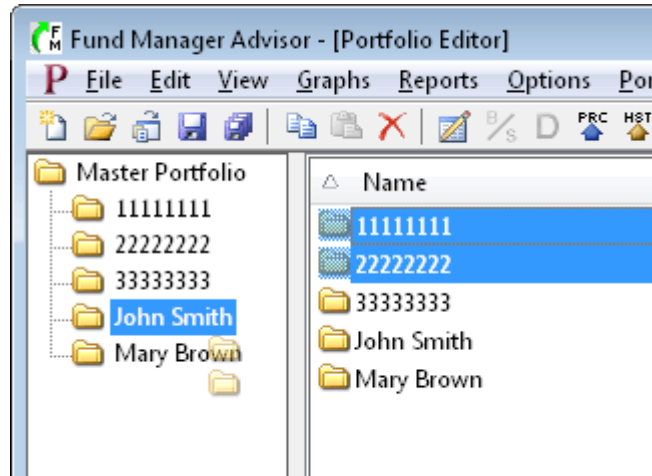 Fund Manager Advisor - [Portfolio Editor]
File Edit View Graphs Reports Options
B/S D PRC HST
Master Portfolio
11111111
22222222
33333333
John Smith
Mary Brown
Name
11111111
22222222
33333333
John Smith
Mary Brown